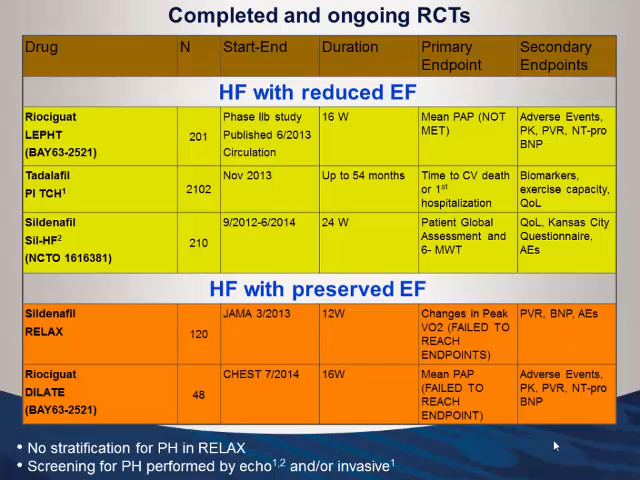 Completed and ongoing RCTs
Drug N Start-End Duration Primary Endpoint Secondary Endpoints
HF with reduced EF
Riociguat LEPHT (BAY63-2521) 201 Phase IIb study Published 6/2013 Circulation 16 W Mean PAP (NOT MET) Adverse Events, PK, PVR, NT-pro BNP
Tadalafil PI TCH1 2102 Nov 2013 Up to 54 months Time to CV death or 1st hospitalization Biomarkers, exercise capacity, QoL
Sildenafil Sil-HF2 (NCTO 1616381) 210 9/2012-6/2014 24 W Patient Global Assessment and 6- MWT QoL, Kansas City Questionnaire, AEs
HF with preserved EF
Sildenafil RELAX 120 JAMA 3/2013 12W Changes in Peak VO2 (FAILED TO REACH ENDPOINTS) PVR, BNP, AEs
Riociguat DILATE (BAY63-2521) 48 CHEST 7/2014 16W Mean PAP (FAILED TO REACH ENDPOINT) Adverse Events, PK, PVR, NT-pro BNP
• No stratification for PH in RELAX
• Screening for PH performed by echo1,2 and/or invasive1